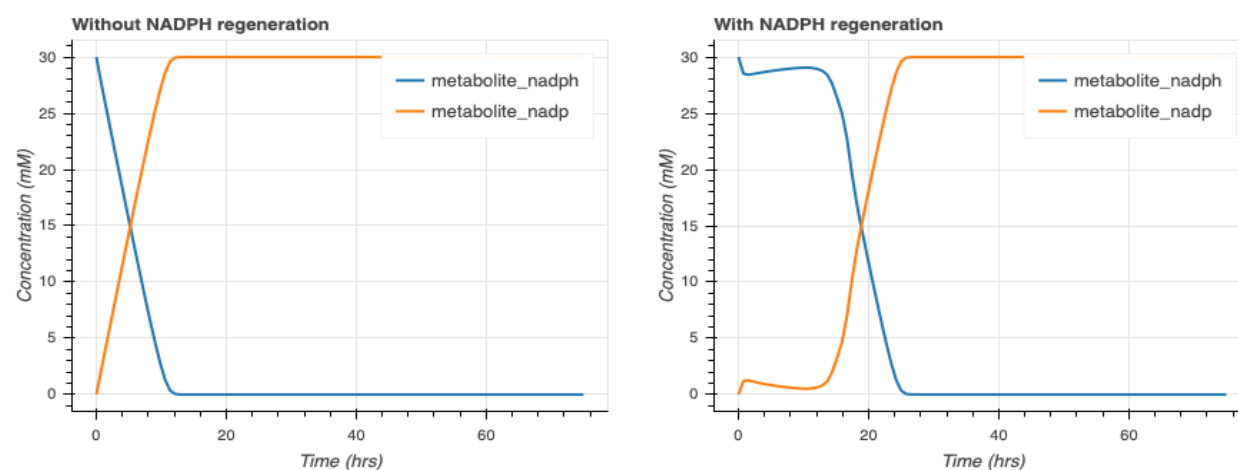 Without NADPH regeneration
30
25
20
15
10
5
0
Concentration (mM)
metabolite_nadph
metabolite_nadp
0 20 40 60
Time (hrs)
With NADPH regeneration
30
25
20
15
10
5
0
Concentration (mM)
metabolite_nadph
metabolite_nadp
0 20 40 60
Time (hrs)